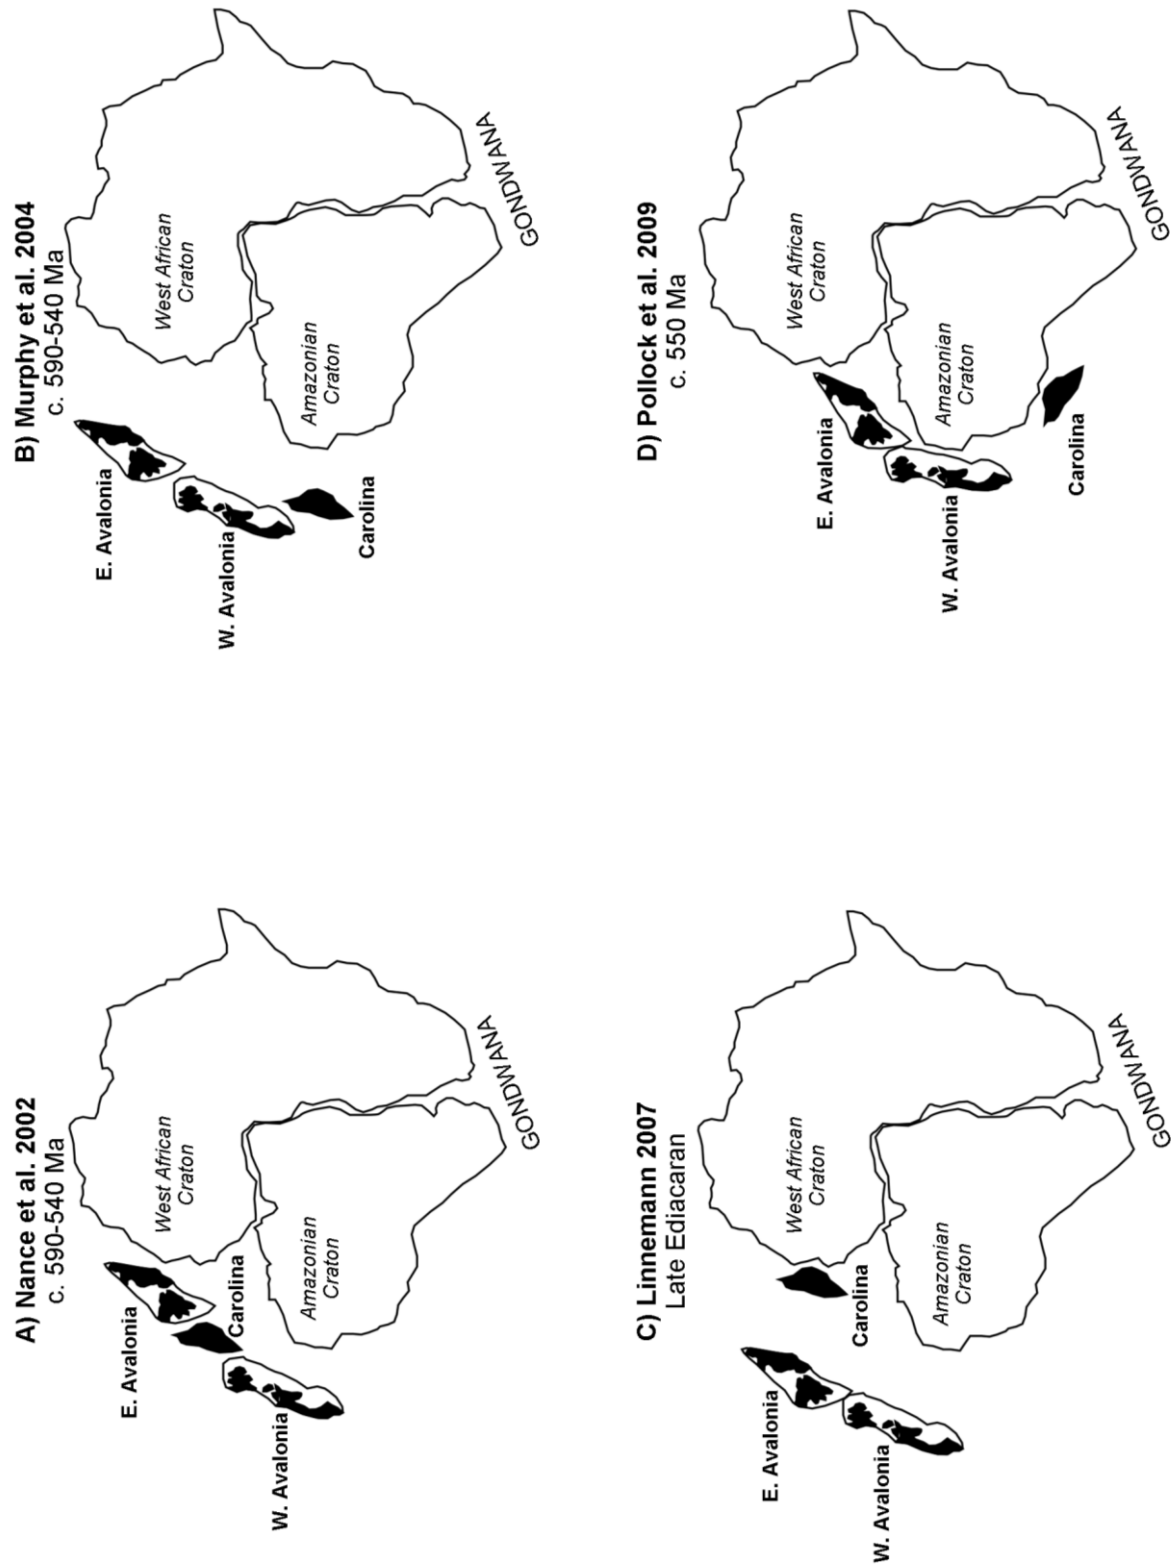 A) Nance et al. 2002
c. 590-540 Ma
E. Avalonia
Carolina
W. Avalonia
West African
Craton
Amazonian
Craton
GONDWANA
B) Murphy et al. 2004
c. 590-540 Ma
E. Avalonia
W. Avalonia
Carolina
West African
Craton
Amazonian
Craton
GONDWANA
C) Linnemann 2007
Late Ediacaran
E. Avalonia
W. Avalonia
Carolina
West African
Craton
Amazonian
Craton
GONDWANA
D) Pollock et al. 2009
c. 550 Ma
E. Avalonia
W. Avalonia
Carolina
West African
Craton
Amazonian
Craton
GONDWANA